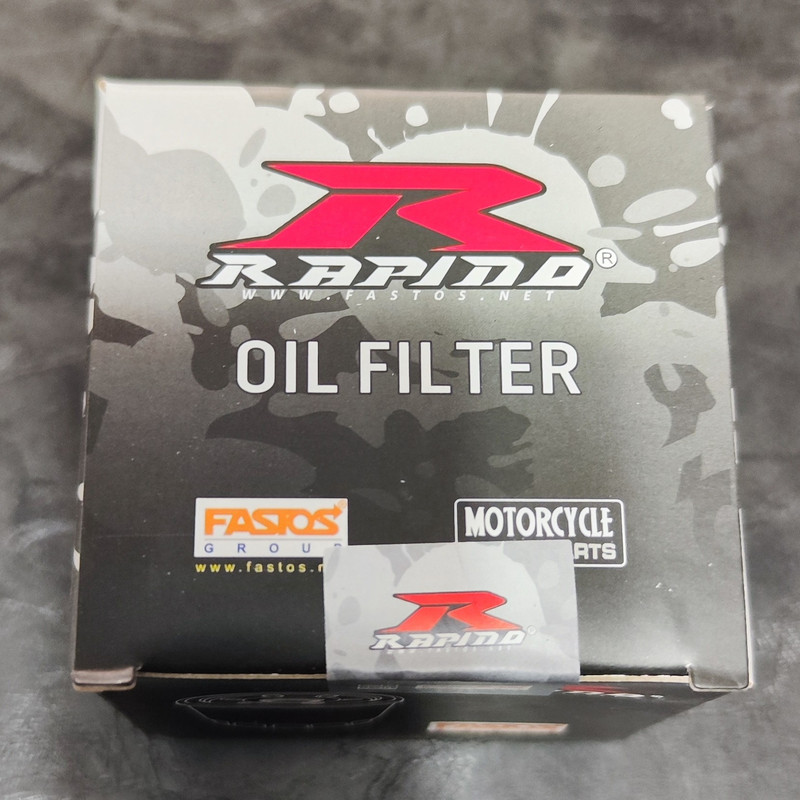 R
RAPIDO®
WWW.FASTOS.NET
OIL FILTER
FASTOS
GROUP
www.fastos.n
MOTORCYCLE
ARTS
R
RAPIDO